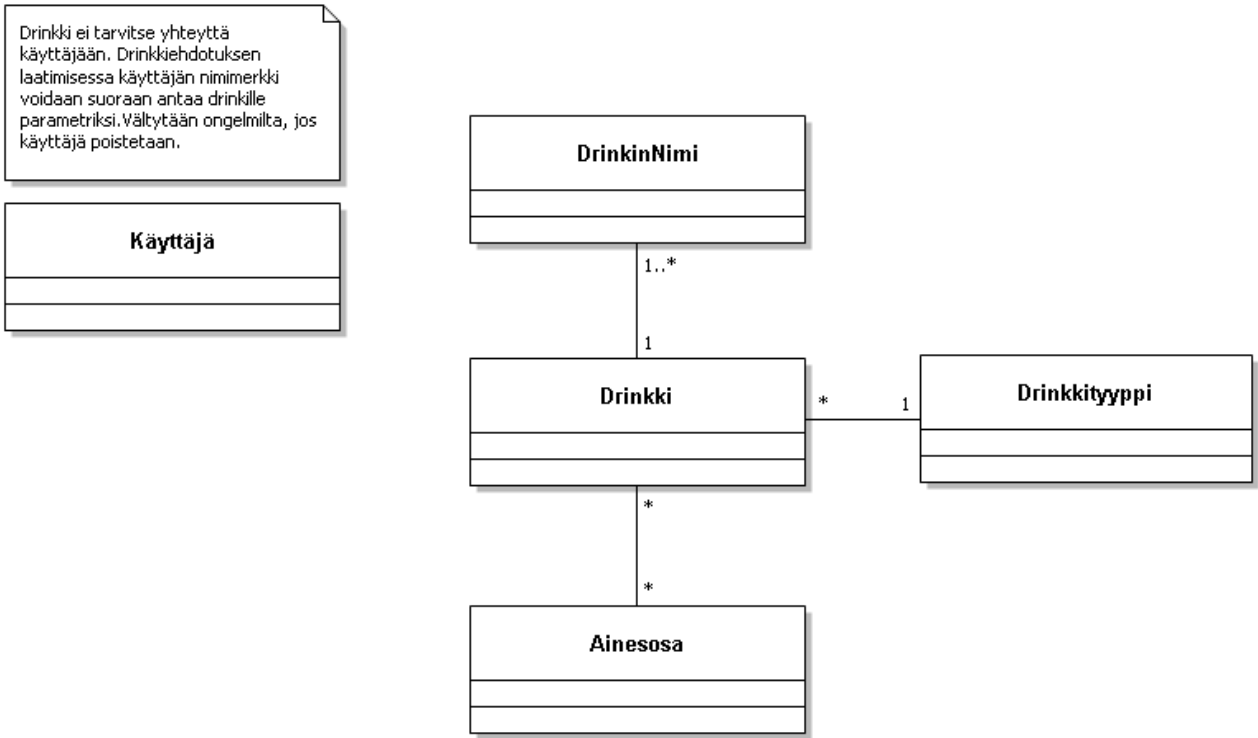 Drinkki ei tarvitse yhteyttä
käyttäjään. Drinkkiehdotuksen
laatimisessa käyttäjän nimimerkki
voidaan suoraan antaa drinkille
parametriksi.Vältytään ongelmilta, jos
käyttäjä poistetaan.
Käyttäjä
DrinkinNimi
1..*
1
Drinkki
*
1
Drinkkityyppi
*
*
Ainesosa